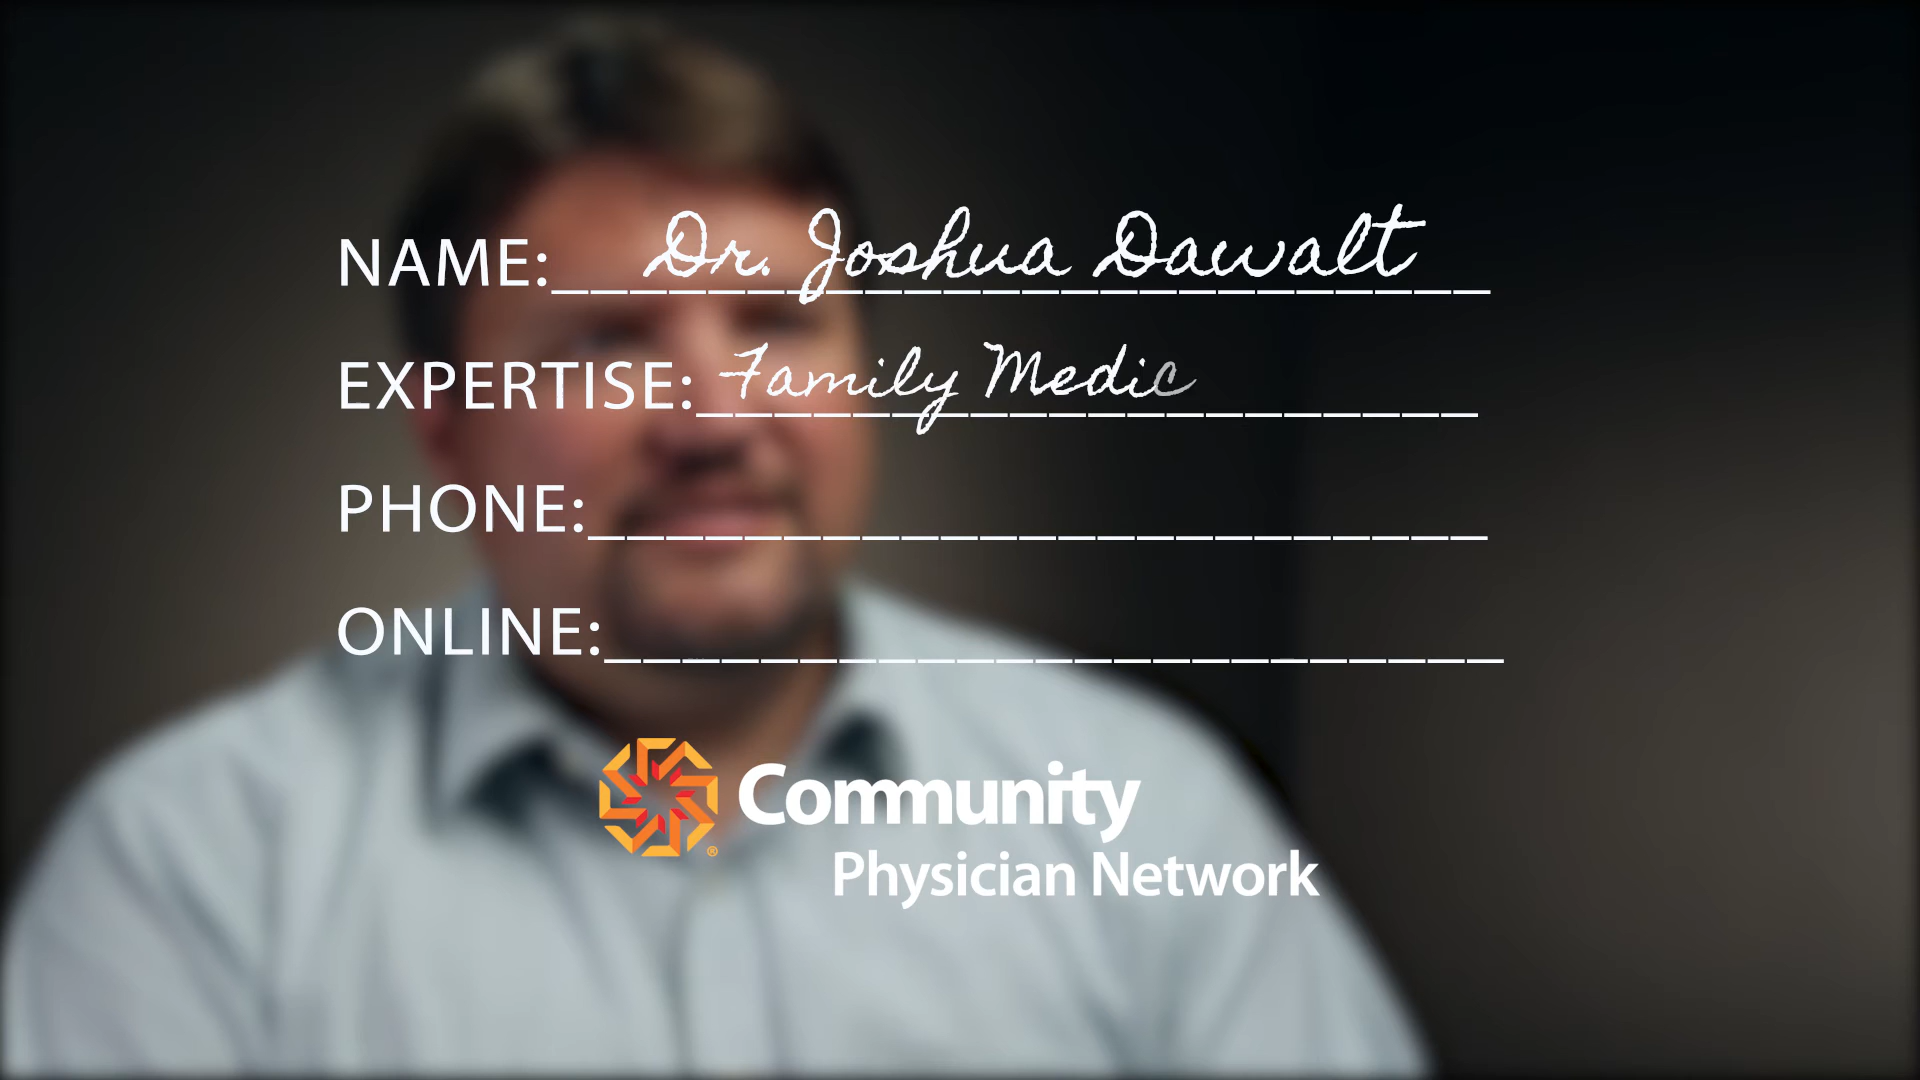 NAME: Dr. Joshua Dawalt
EXPERTISE: Family Medic
PHONE:
ONLINE:
Community
Physician Network